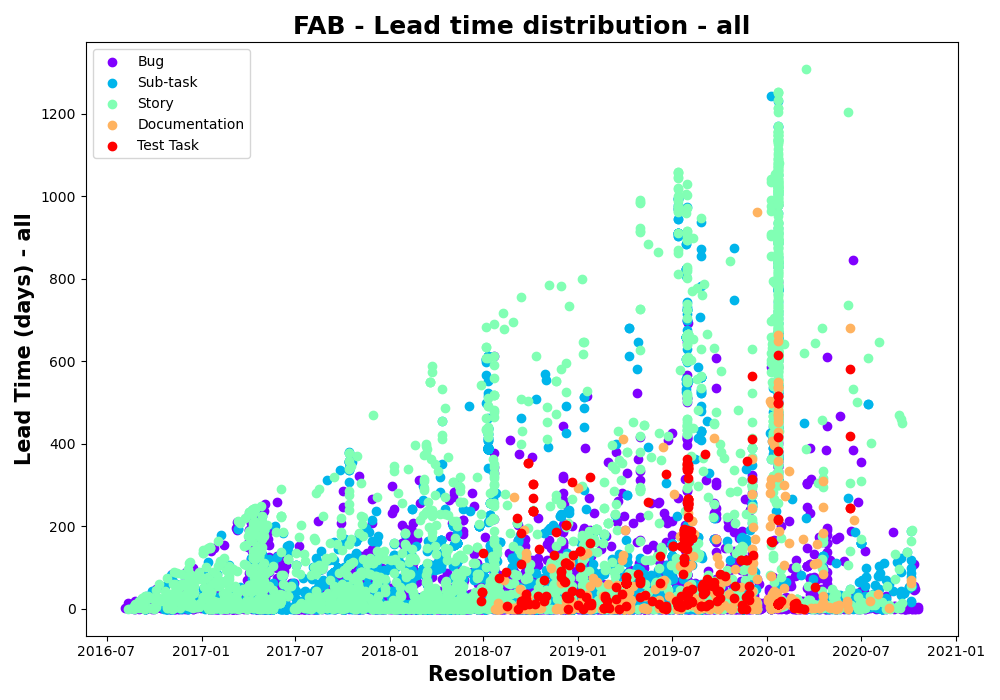 FAB - Lead time distribution - all
Bug
Sub-task
Story
Documentation
Test Task
Lead Time (days) - all
1200
1000
800
600
400
200
0
2016-07 2017-01 2017-07 2018-01 2018-07 2019-01 2019-07 2020-01 2020-07 2021-01
Resolution Date